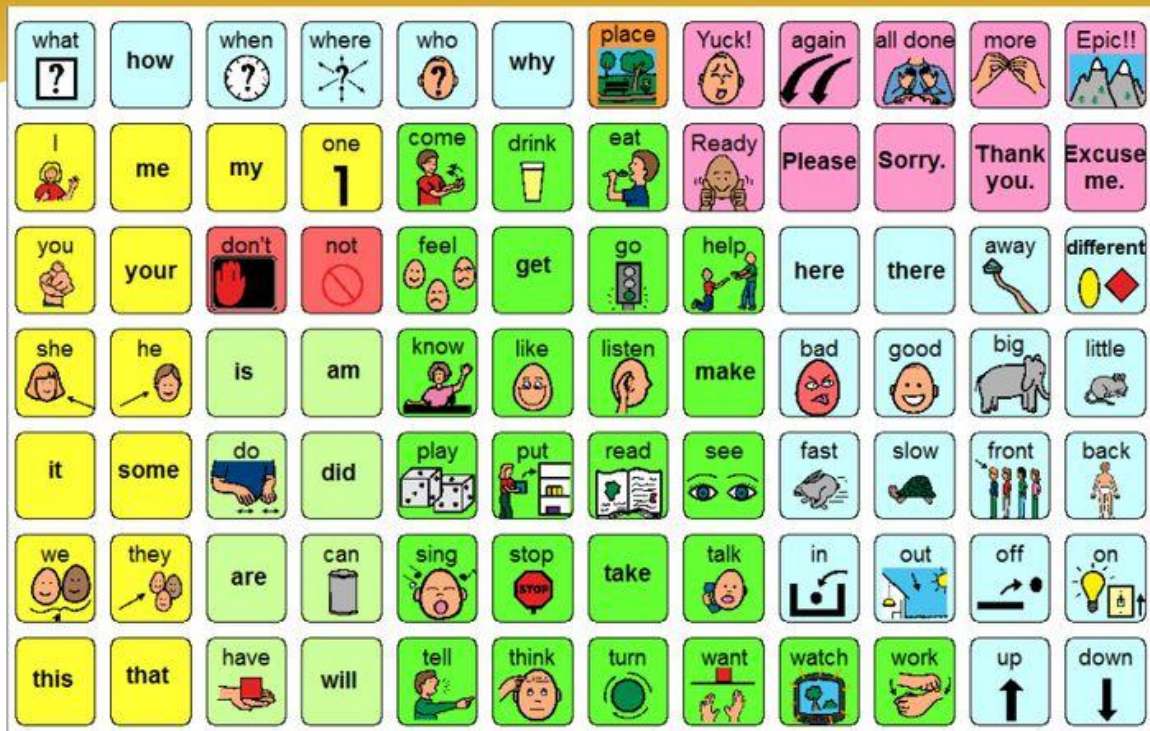 what how when where who why place Yuck! again all done more Epic!!
I me my one come drink eat Ready Please Sorry. Thank you. Excuse me.
you your don't not feel get go help here there away different
she he is am know like listen make bad good big little
it some do did play put read see fast slow front back
we they are can sing stop STOP take talk in out off on
this that have will tell think turn want watch work up down